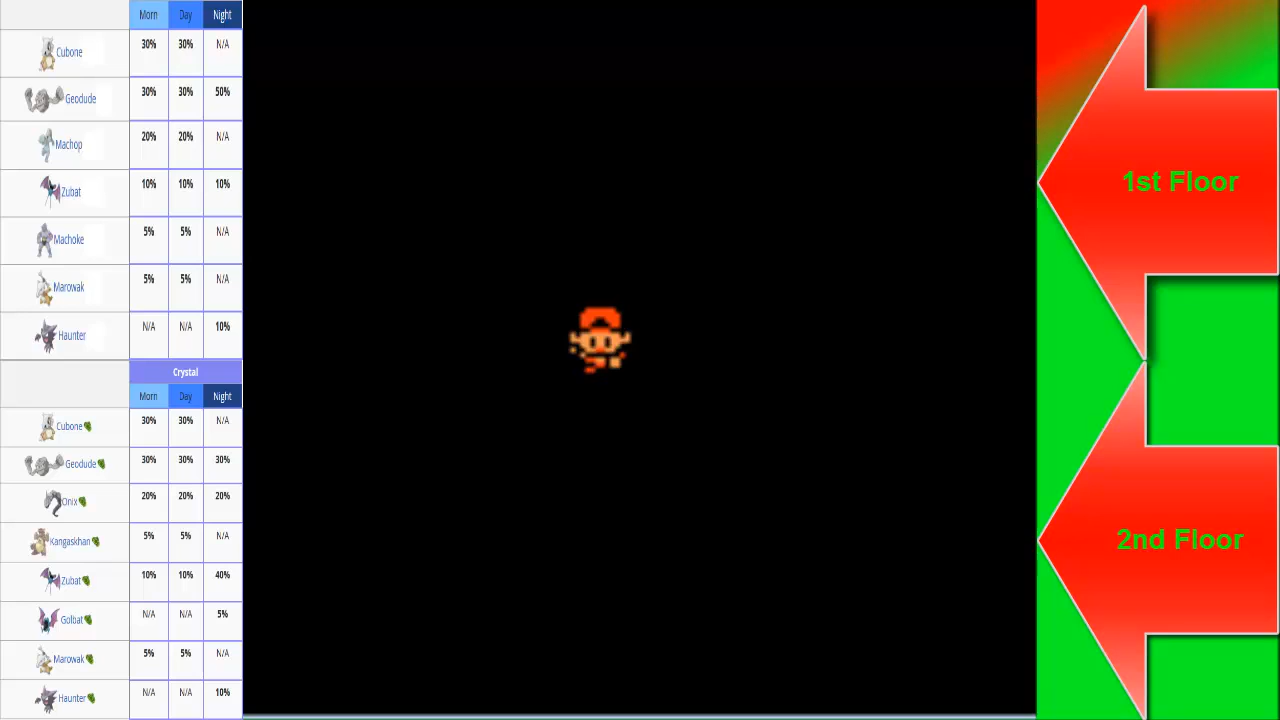 Morn Day Night
Cubone 30% 30% N/A
Geodude 30% 30% 50%
Machop 20% 20% N/A
Zubat 10% 10% 10%
Machoke 5% 5% N/A
Marowak 5% 5% N/A
Haunter N/A N/A 10%
1st Floor
Crystal
Morn Day Night
Cubone 30% 30% N/A
Geodude 30% 30% 30%
Onix 20% 20% 20%
Kangaskhan 5% 5% N/A
Zubat 10% 10% 40%
Golbat N/A N/A 5%
Marowak 5% 5% N/A
Haunter N/A N/A 10%
2nd Floor